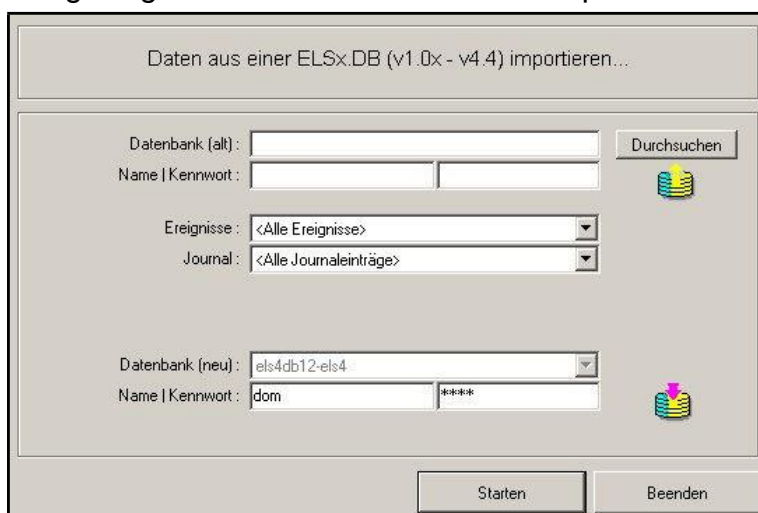 Daten aus einer ELSx.DB (v1.0x - v4.4) importieren...
Datenbank (alt) : Durchsuchen
Name | Kennwort :
Ereignisse : <Alle Ereignisse>
Journal : <Alle Journaleinträge>
Datenbank (neu) : els4db12-els4
Name | Kennwort : dom ****
Starten Beenden